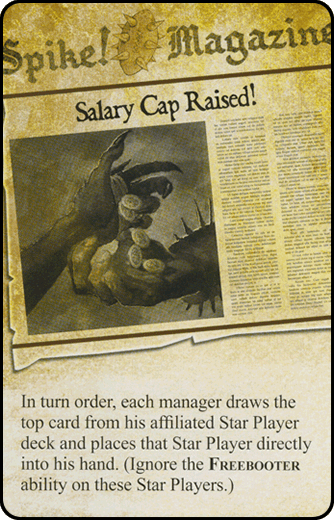 Spike! Magazine
Salary Cap Raised!
In turn order, each manager draws the
top card from his affiliated Star Player
deck and places that Star Player directly
into his hand. (Ignore the FREEBOOTER
ability on these Star Players.)